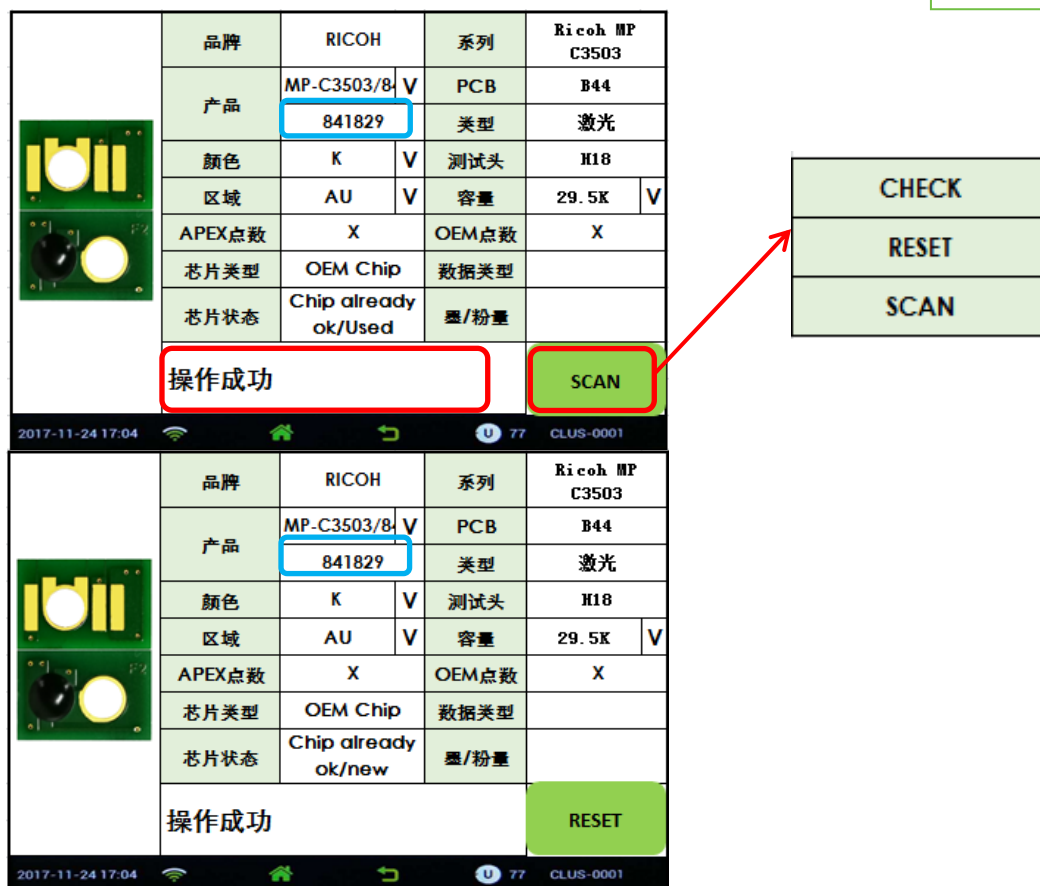 品牌 RICOH 系列 Ricoh MP
C3503
产品 MP-C3503/84 V PCB B44
841829 类型 激光
颜色 K V 测试头 H18
区域 AU V 容量 29.5K V
APEX点数 X OEM点数 X
芯片类型 OEM Chip 数据类型
芯片状态 Chip already
ok/Used 墨/粉量
操作成功 SCAN
2017-11-24 17:04 U 77 CLUS-0001
CHECK
RESET
SCAN
品牌 RICOH 系列 Ricoh MP
C3503
产品 MP-C3503/84 V PCB B44
841829 类型 激光
颜色 K V 测试头 H18
区域 AU V 容量 29.5K V
APEX点数 X OEM点数 X
芯片类型 OEM Chip 数据类型
芯片状态 Chip already
ok/new 墨/粉量
操作成功 RESET
2017-11-24 17:04 U 77 CLUS-0001